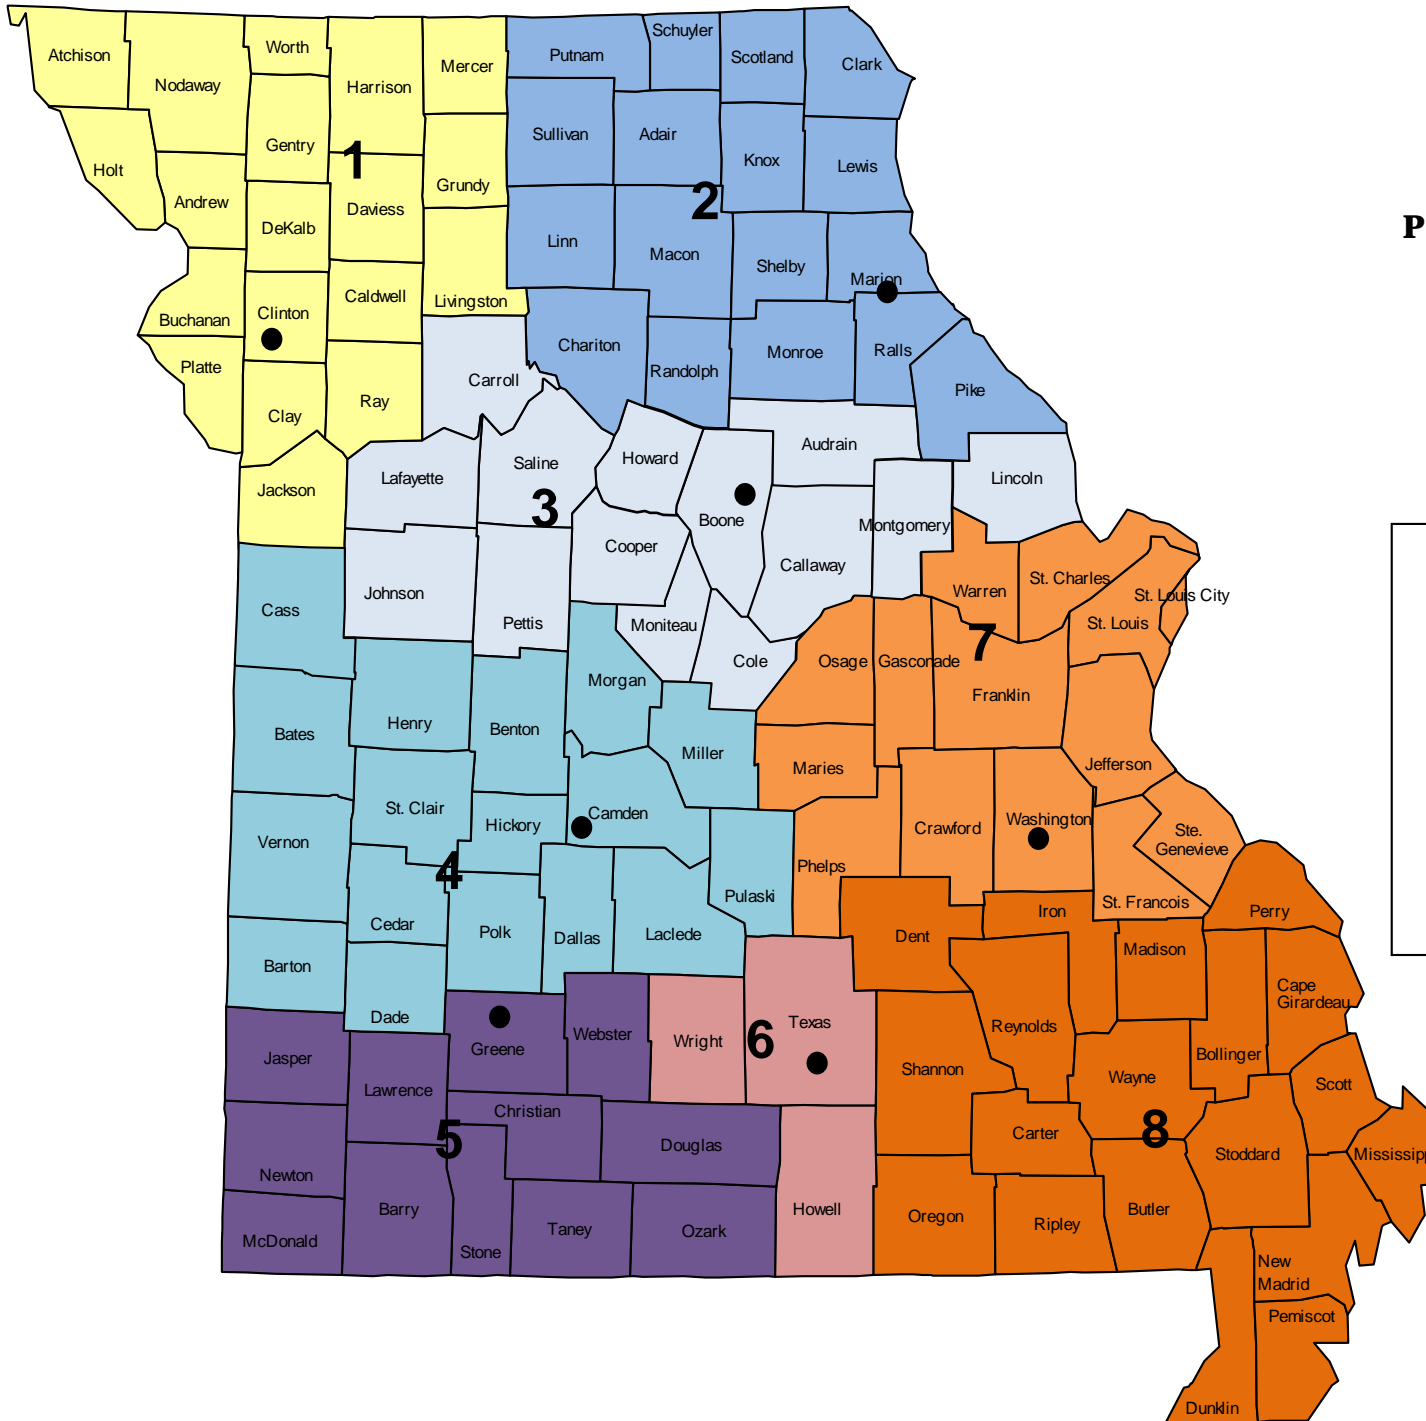 Schuyler
Atchison
Worth
Putnam
Scotland
Clark
Mercer
Nodaway
Harrison
Sullivan
Adair
Gentry
1
Knox
Lewis
Holt
Grundy
Andrew
2
Daviess
P
DeKalb
Linn
Macon
Shelby
Marion
Caldwell
Livingston
Clinton
Buchanan
Chariton
Monroe
Ralls
Platte
Randolph
Carroll
Pike
Ray
Clay
Audrain
Howard
Saline
Lafayette
Lincoln
Jackson
3
Boone
Montgomery
Cooper
Callaway
St. Charles
Johnson
Warren
St. Louis City
Cass
Pettis
Moniteau
St. Louis
7
Cole
Osage
Gasconade
Morgan
Franklin
Henry
Benton
Bates
Miller
Maries
Jefferson
St. Clair
Camden
Hickory
Washington
Crawford
Ste.
Genevieve
Vernon
4
Phelps
Pulaski
St. Francois
Iron
Perry
Cedar
Polk
Dallas
Laclede
Dent
Madison
Barton
Cape
Girardeau
Dade
Texas
Reynolds
Webster
Wright
6
Greene
Jasper
Bollinger
Shannon
Wayne
Scott
Lawrence
Christian
8
Carter
5
Douglas
Stoddard
Mississip
Newton
Barry
Howell
Butler
Oregon
Ripley
Taney
Ozark
McDonald
Stone
New
Madrid
Pemiscot
Dunklin